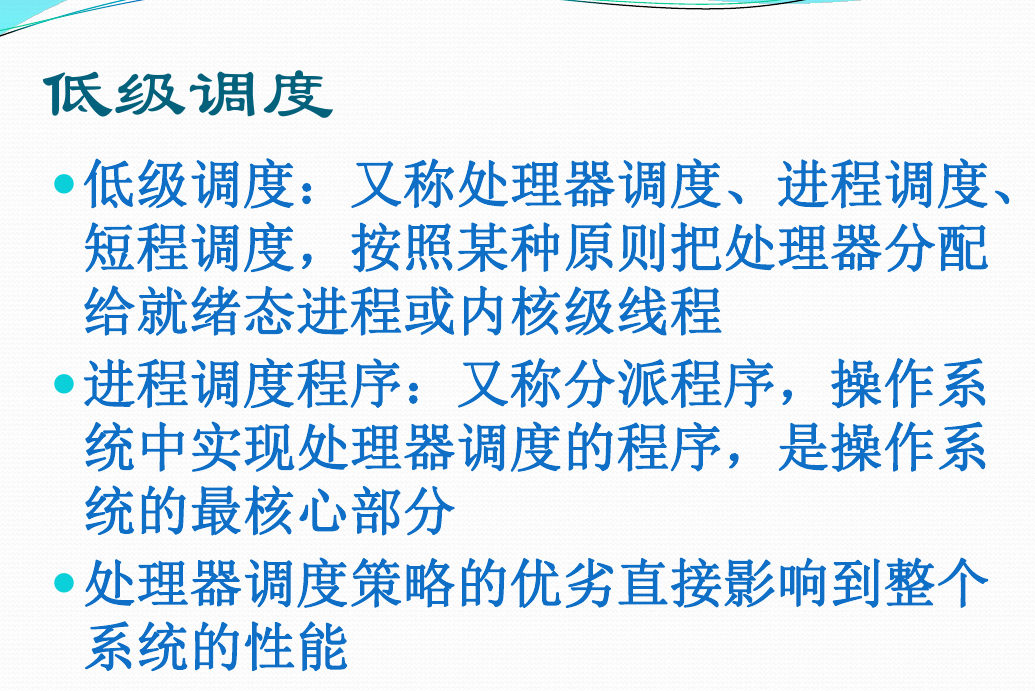 低级调度
•低级调度：又称处理器调度、进程调度、
短程调度，按照某种原则把处理器分配
给就绪态进程或内核级线程
•进程调度程序：又称分派程序，操作系
统中实现处理器调度的程序，是操作系
统的最核心部分
•处理器调度策略的优劣直接影响到整个
系统的性能